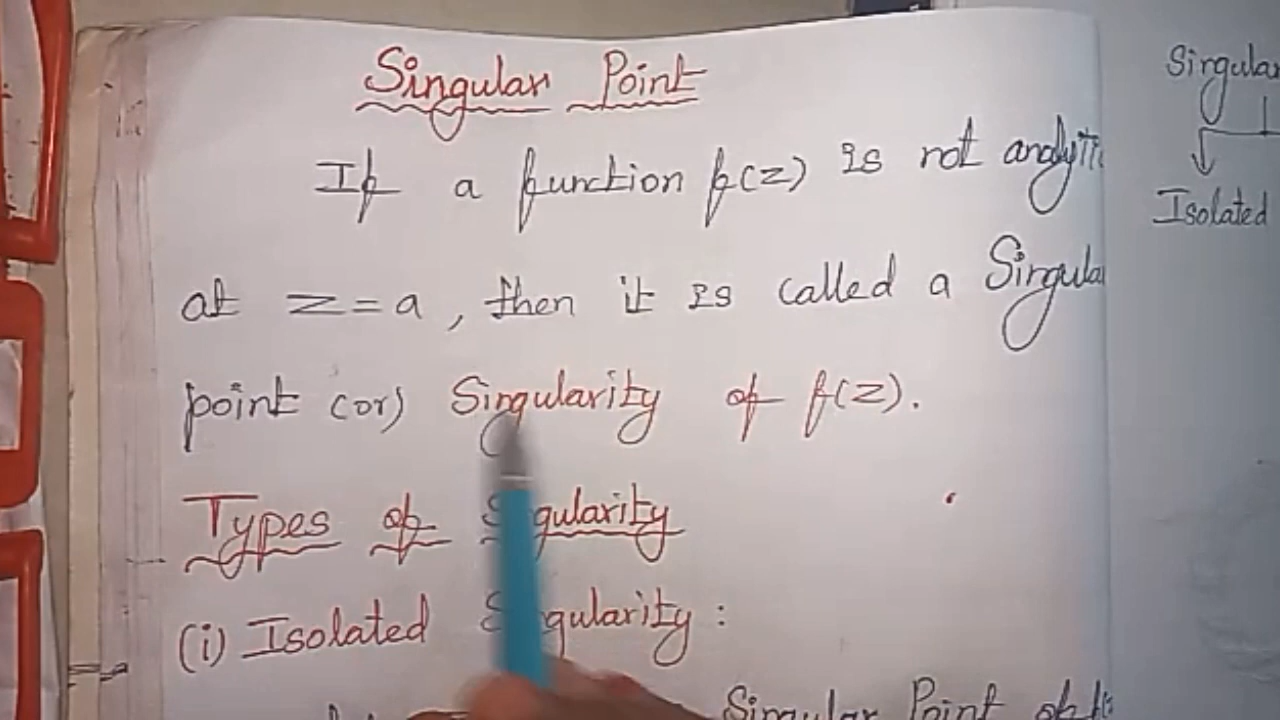 Singular Point
If a function f(z) is not analytic
at z=a, then it is called a Singula
point (or) Singularity of f(z).
Types of Singularity
(i) Isolated Singularity:
Singular Point of
Singular
Isolated